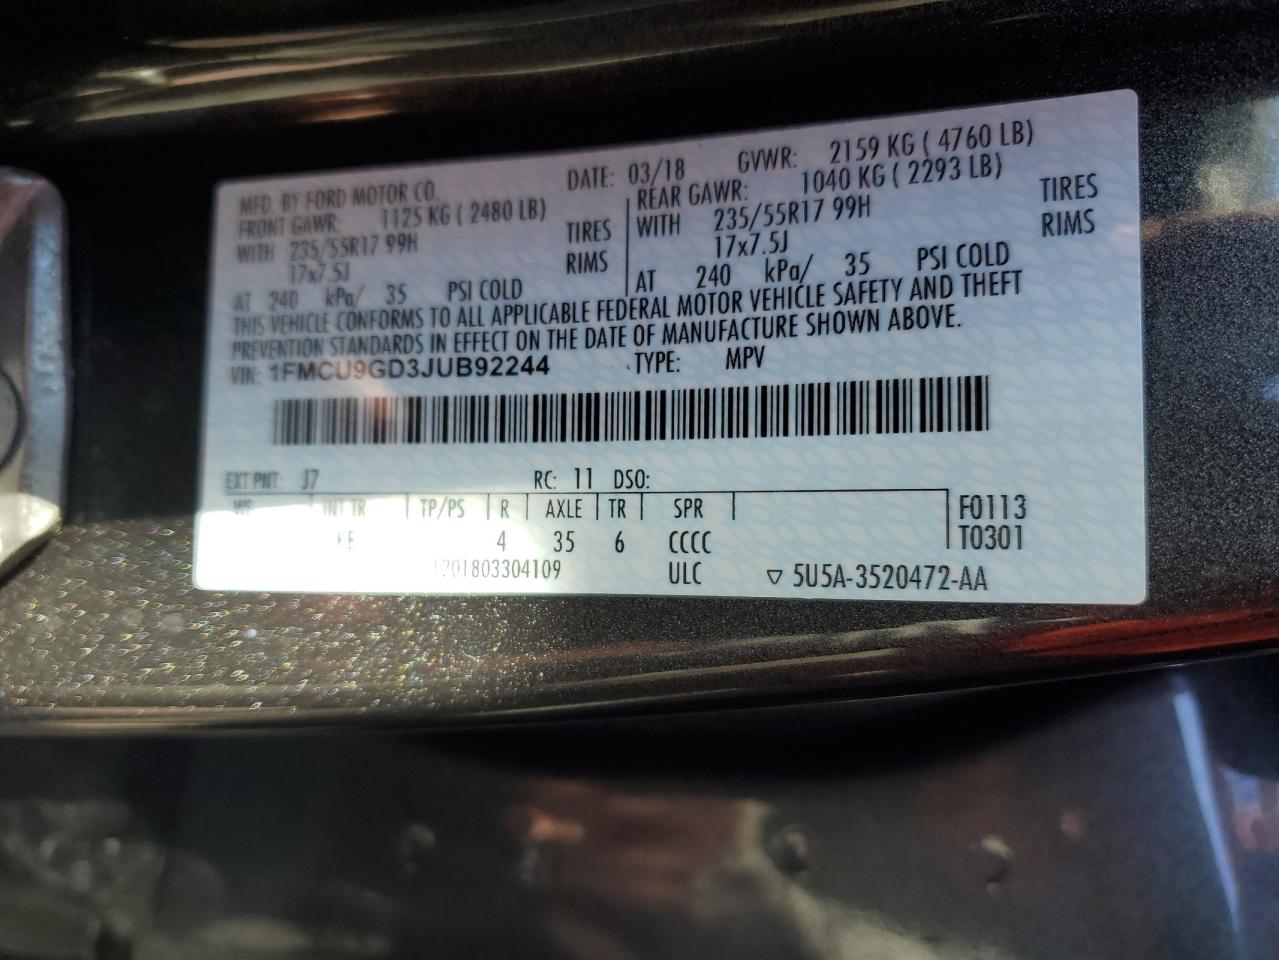 MFD. BY FORD MOTOR CO. DATE: 03/18 GVWR: 2159 KG ( 4760 LB)
FRONT GAWR: 1125 KG ( 2480 LB) REAR GAWR: 1040 KG ( 2293 LB)
WITH 235/55R17 99H TIRES WITH 235/55R17 99H TIRES
17x7.5J RIMS 17x7.5J RIMS
AT 240 kPa/ 35 PSI COLD AT 240 kPa/ 35 PSI COLD
THIS VEHICLE CONFORMS TO ALL APPLICABLE FEDERAL MOTOR VEHICLE SAFETY AND THEFT
PREVENTION STANDARDS IN EFFECT ON THE DATE OF MANUFACTURE SHOWN ABOVE.
VIN: 1FMCU9GD3JUB92244 TYPE: MPV
EXT PNT: J7 RC: 11 DSO:
INT TR TP/PS R AXLE TR SPR F0113
4 35 6 CCCC T0301
1201803304109 ULC ▽ 5U5A-3520472-AA